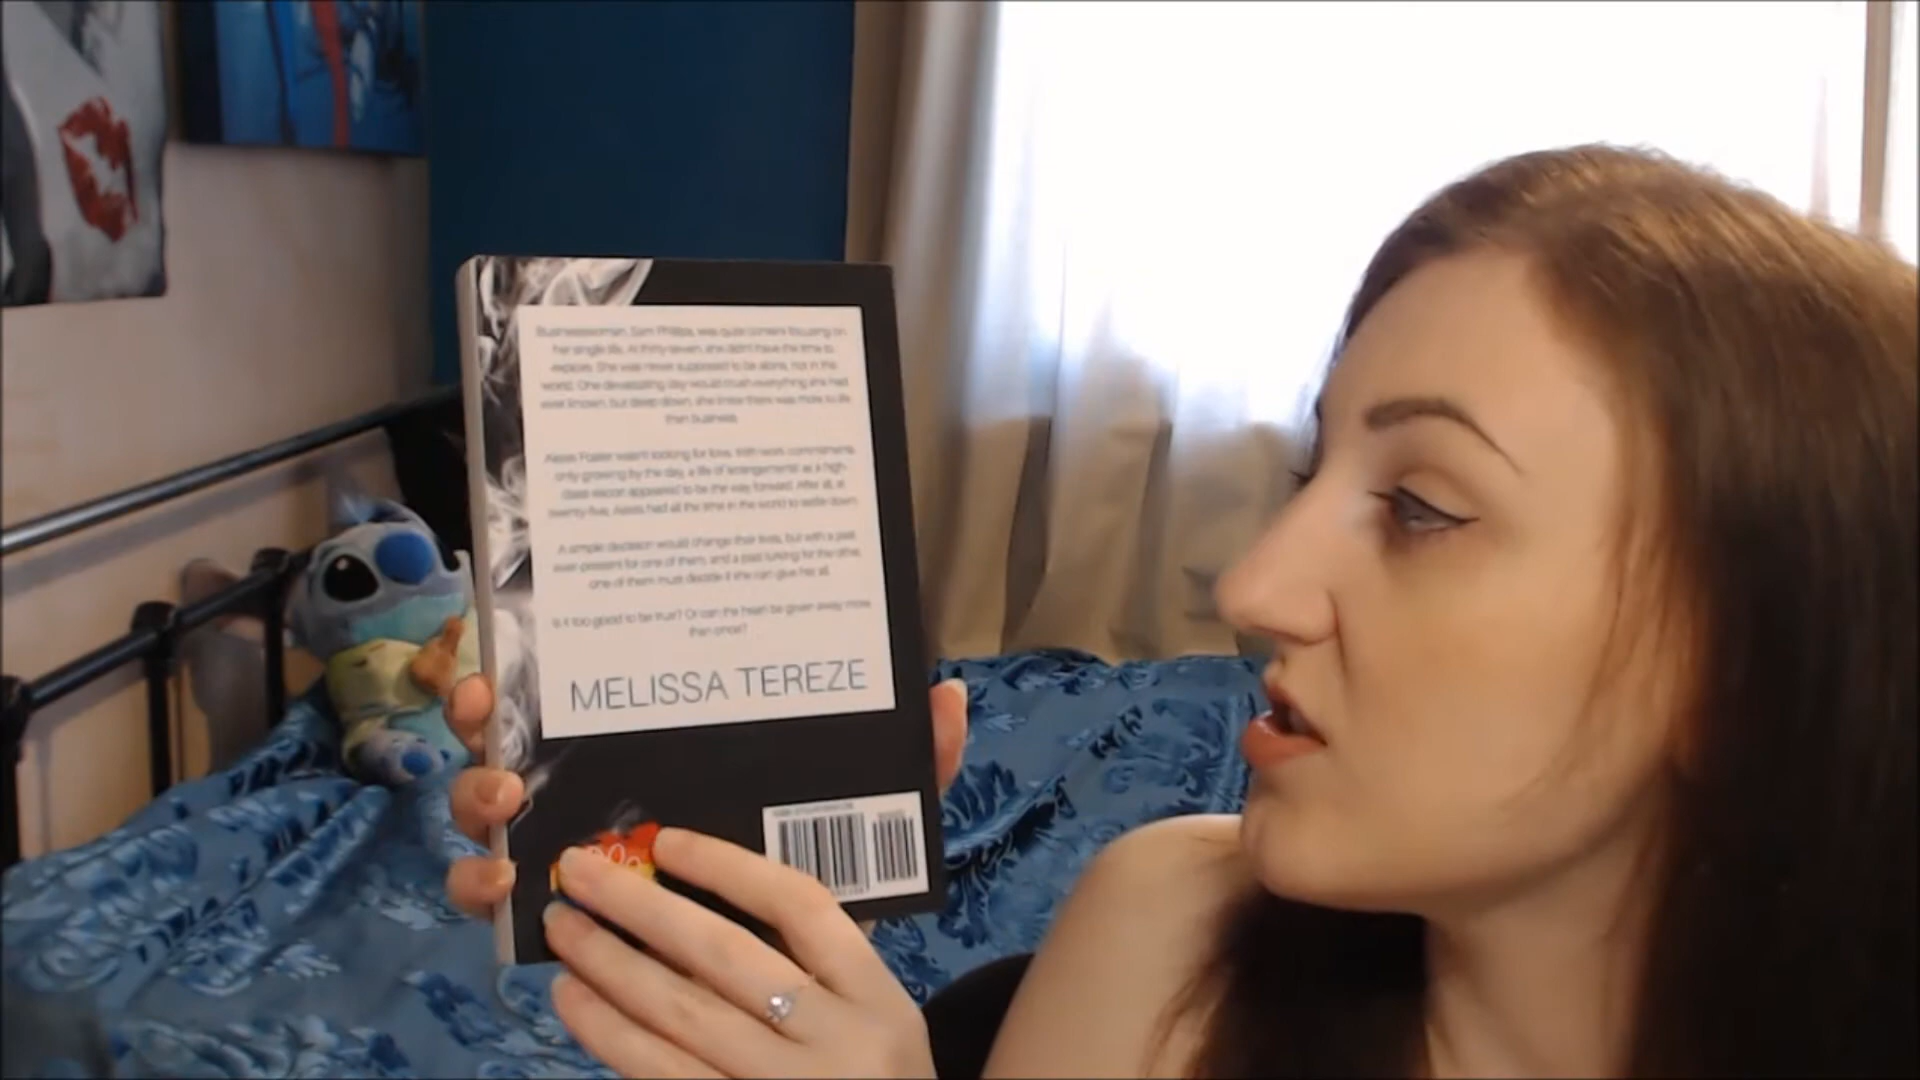 Businesswoman, Sam Phillips, was quite content focusing on
her single life. At thirty-seven, she didn't have the time to
explore. She was never supposed to be alone, not in this
world. One devastating day would crush everything she had
ever known, but deep down, she knew there was more to life
than business.
Alexis Foster wasn't looking for love. With work commitments
only growing by the day, a life of 'arrangements' as a high-
class escort appeared to be the way forward. After all, at
twenty-five, Alexis had all the time in the world to settle down.
A simple decision would change their lives, but with a past
ever-present for one of them, and a past lurking for the other,
one of them must decide if she can give her all.
Is it too good to be true? Or can the heart be given away more
than once?
MELISSA TEREZE